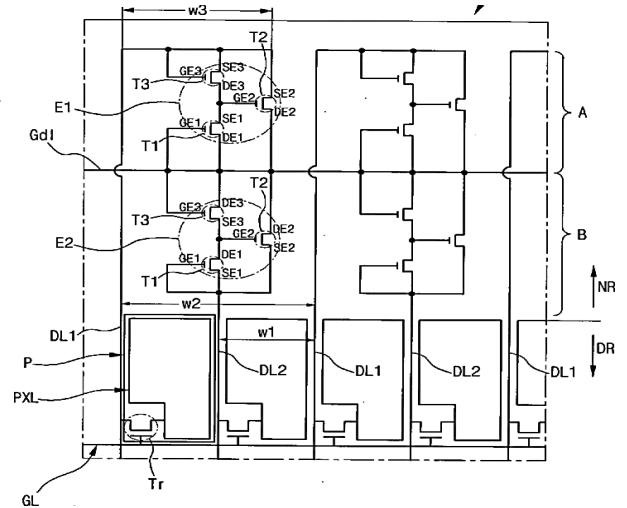 w3
T2
GE3 SE3
T3 DE3 SE2
E1 GE2
GE1 SE1 DE2
T1 DE1
A
Gdl
GE3 DE3 T2
T3 SE3 DE2
E2 GE2
GE1 DE1 SE2
T1 SE1
B
w2
NR
DL1 w1
P DR
PXL DL2 DL1 DL2 DL1
Tr
GL